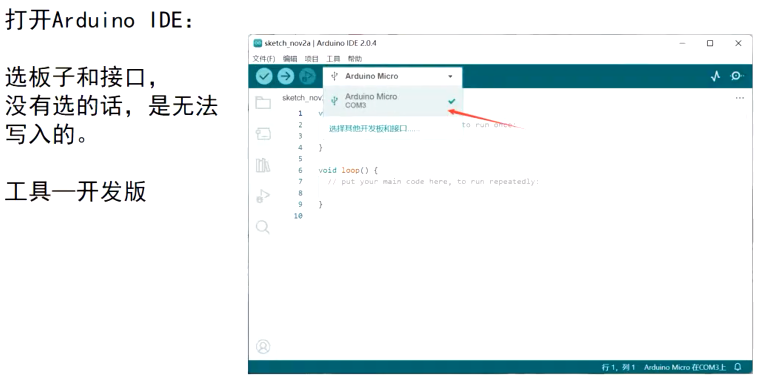 打开Arduino IDE:
选板子和接口,
没有选的话，是无法
写入的。
工具—开发版
sketch_nov2a | Arduino IDE 2.0.4
文件(F) 编辑 项目 工具 帮助
Arduino Micro
sketch_nov
Arduino Micro
COM3
选择其他开发板和接口……
1 v
2 to run once:
3
4 }
5
6 void loop() {
7 // put your main code here, to run repeatedly:
8
9 }
10
行 1，列 1 Arduino Micro 在COM3上